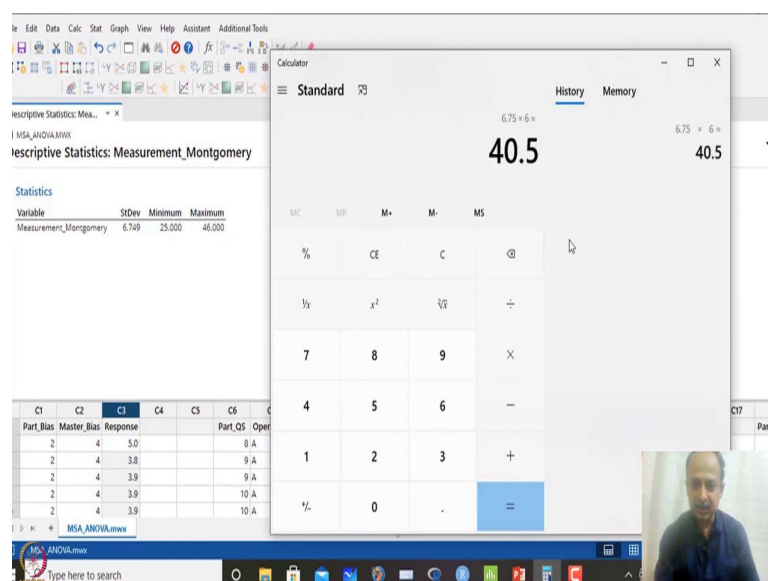 Edit Data Calc Stat Graph View Help Assistant Additional Tools
Descriptive Statistics: Mea...
MSA_ANOVA.MWX
Descriptive Statistics: Measurement_Montgomery
Statistics
Variable StDev Minimum Maximum
Measurement_Montgomery 6.749 25.000 46.000
Calculator
Standard
History Memory
6.75 × 6 =
40.5
6.75 × 6 =
40.5
MC MR M+ M- MS
% CE C
¹/x x² ²√x ÷
7 8 9 ×
4 5 6 −
1 2 3 +
+/- 0 . =
C1 C2 C3 C4 C5 C6 C17
Part_Bias Master_Bias Response Part_QS
2 4 5.0 8 A
2 4 3.8 9 A
2 4 3.9 9 A
2 4 3.9 10 A
2 4 3.9 10 A
MSA_ANOVA.mwx
MSA_ANOVA.mwx
Type here to search